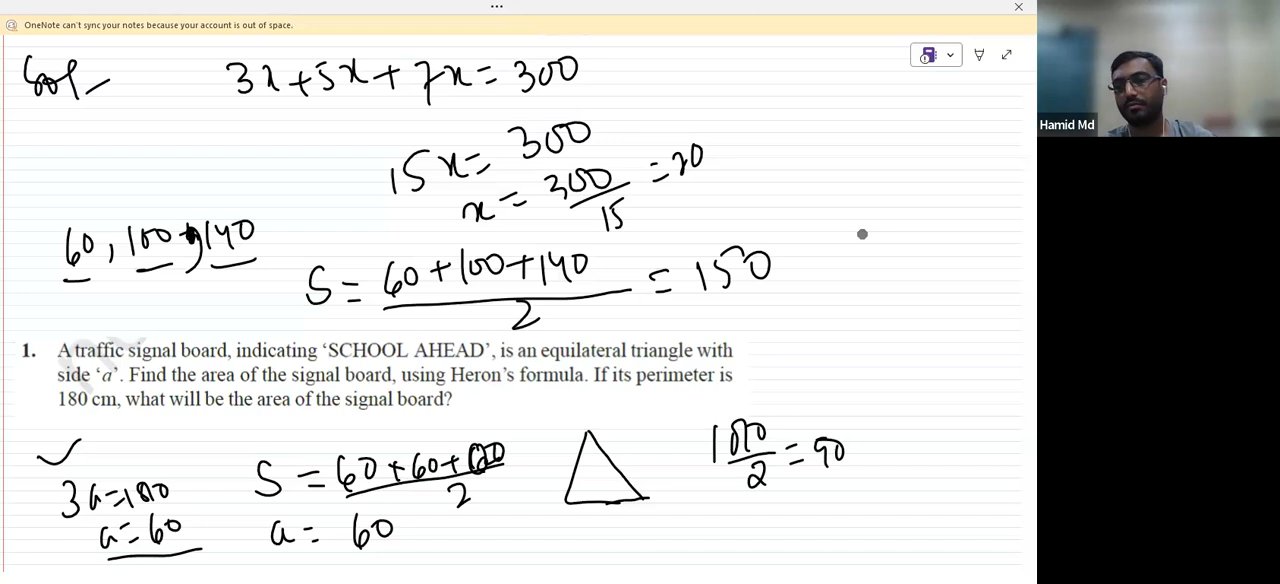 OneNote can't sync your notes because your account is out of space.
Sol
3x+5x+7x=300
15x=300
x=300/15=20
60, 100, 140
S=60+100+140/2=150
1. A traffic signal board, indicating ‘SCHOOL AHEAD’, is an equilateral triangle with
side ‘a’. Find the area of the signal board, using Heron’s formula. If its perimeter is
180 cm, what will be the area of the signal board?
3a=180
a=60
S=60+60+60/2
a=60
180/2=90
Hamid Md